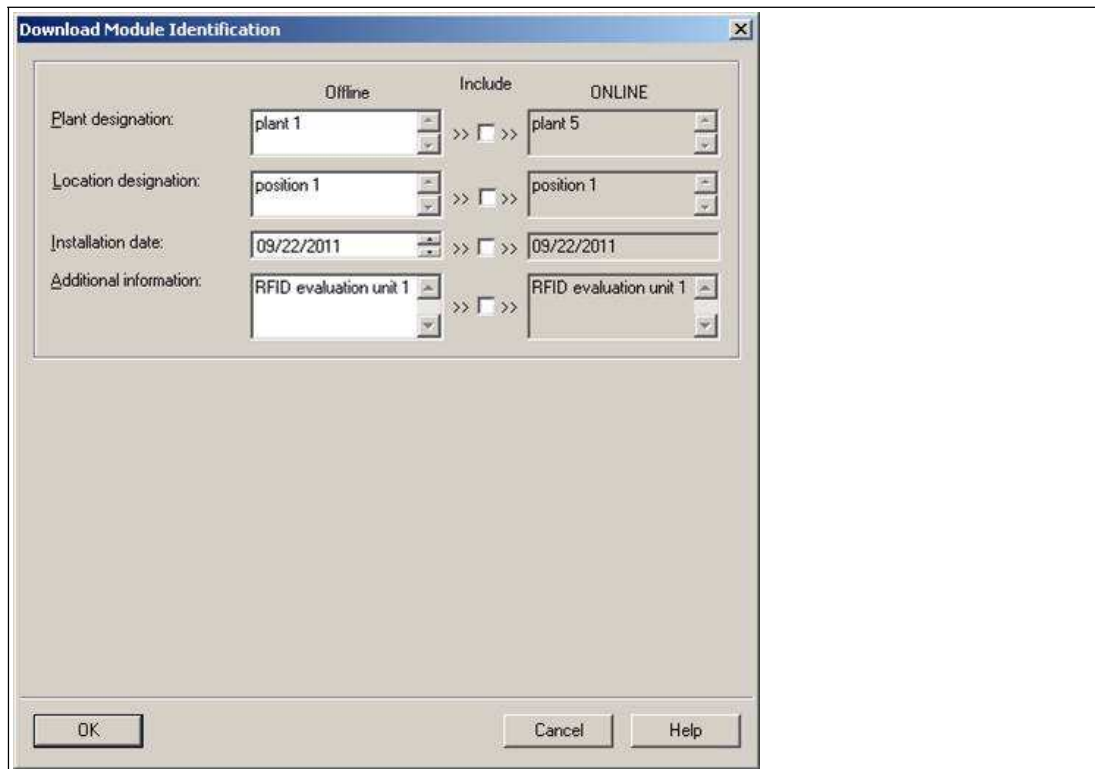 Download Module Identification
Offline Include ONLINE
Plant designation: plant 1 >> >> plant 5
Location designation: position 1 >> >> position 1
Installation date: 09/22/2011 >> >> 09/22/2011
Additional information: RFID evaluation unit 1 >> >> RFID evaluation unit 1
OK Cancel Help